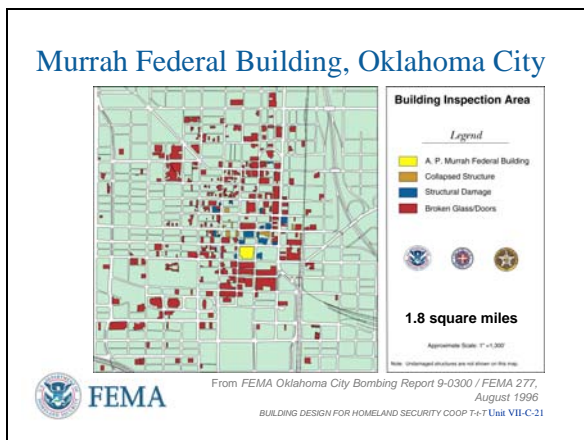 Murrah Federal Building, Oklahoma City
Building Inspection Area
Legend
A. P. Murrah Federal Building
Collapsed Structure
Structural Damage
Broken Glass/Doors
1.8 square miles
Approximate Scale: 1" =1,300'
Note: Undamaged structures are not shown on this map.
FEMA
From FEMA Oklahoma City Bombing Report 9-0300 / FEMA 277,
August 1996
BUILDING DESIGN FOR HOMELAND SECURITY COOP T-t-T Unit VII-C-21